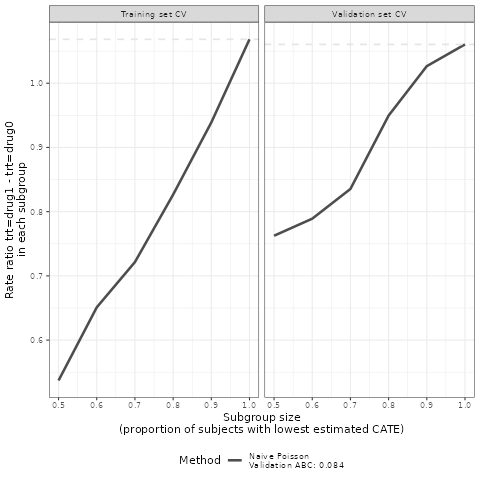 Training set CV
Validation set CV
Rate ratio trt=drug1 - trt=drug0
in each subgroup
1.0
0.9
0.8
0.7
0.6
0.5 0.6 0.7 0.8 0.9 1.0
0.5 0.6 0.7 0.8 0.9 1.0
Subgroup size
(proportion of subjects with lowest estimated CATE)
Method
Naive Poisson
Validation ABC: 0.084